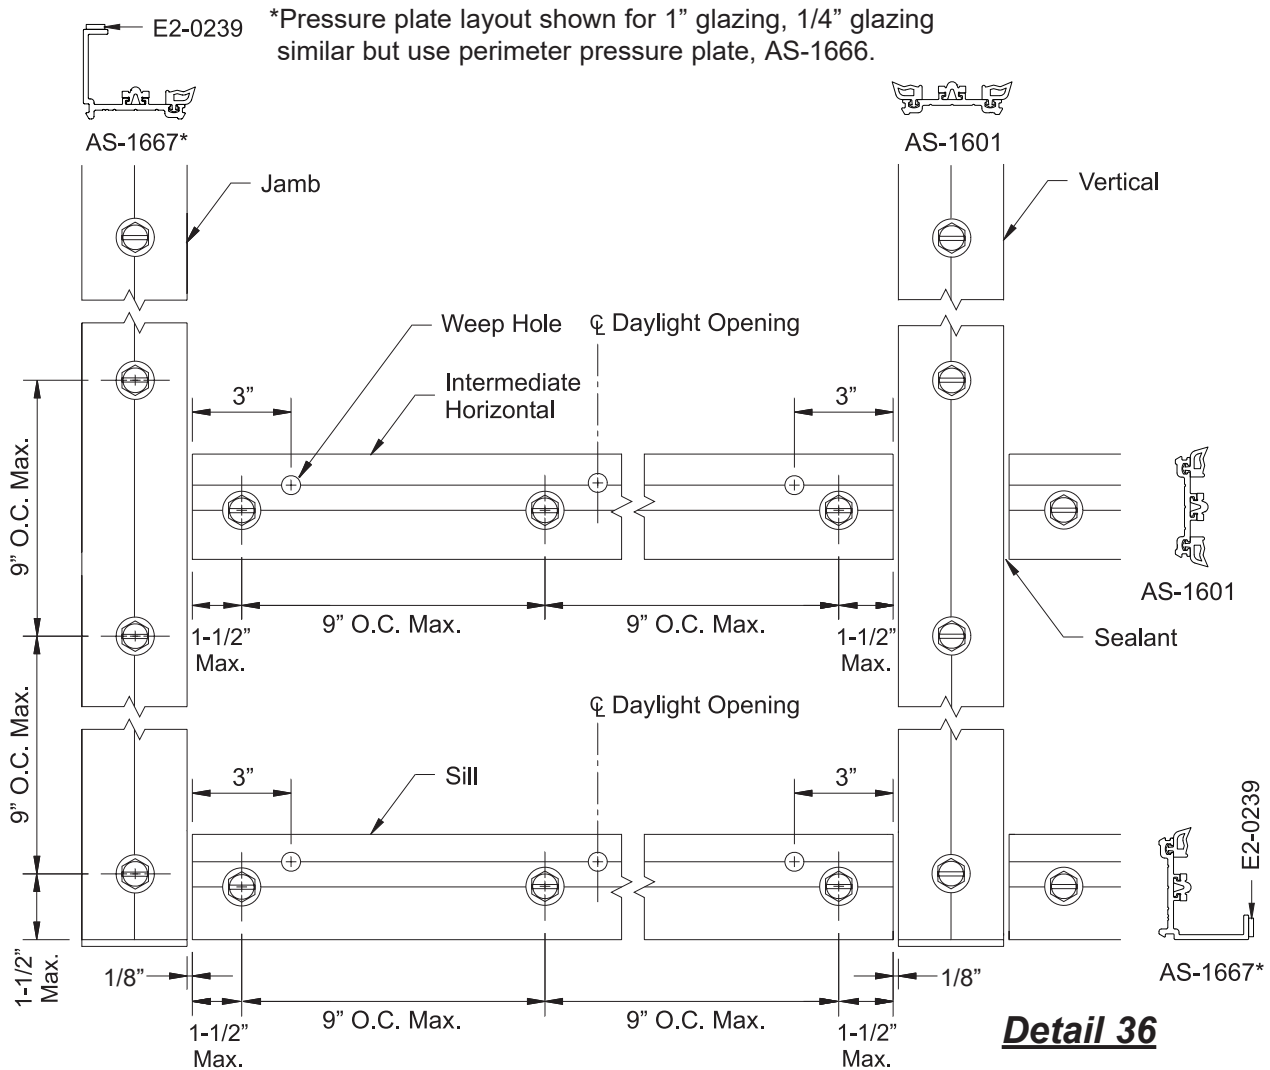 *Pressure plate layout shown for 1” glazing, 1/4” glazing
similar but use perimeter pressure plate, AS-1666.
E2-0239
AS-1667*
AS-1601
Jamb
Vertical
Weep Hole
℄ Daylight Opening
Intermediate
Horizontal
3”
3”
9” O.C. Max.
AS-1601
9” O.C. Max.
9” O.C. Max.
1-1/2”
Max.
1-1/2”
Max.
Sealant
9” O.C. Max.
℄ Daylight Opening
3”
Sill
3”
E2-0239
AS-1667*
1-1/2”
Max.
1/8”
1/8”
9” O.C. Max.
9” O.C. Max.
1-1/2”
Max.
1-1/2”
Max.
Detail 36